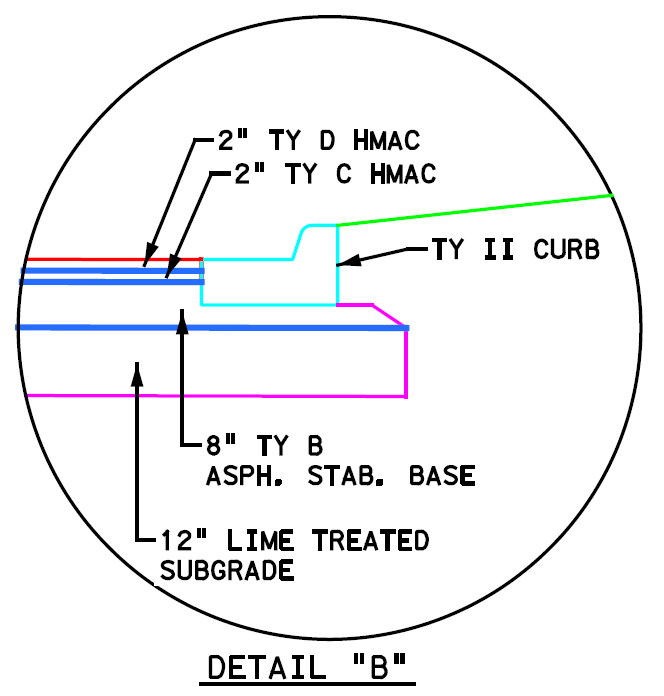 2" TY D HMAC
2" TY C HMAC
TY II CURB
8" TY B
ASPH. STAB. BASE
12" LIME TREATED
SUBGRADE
DETAIL "B"